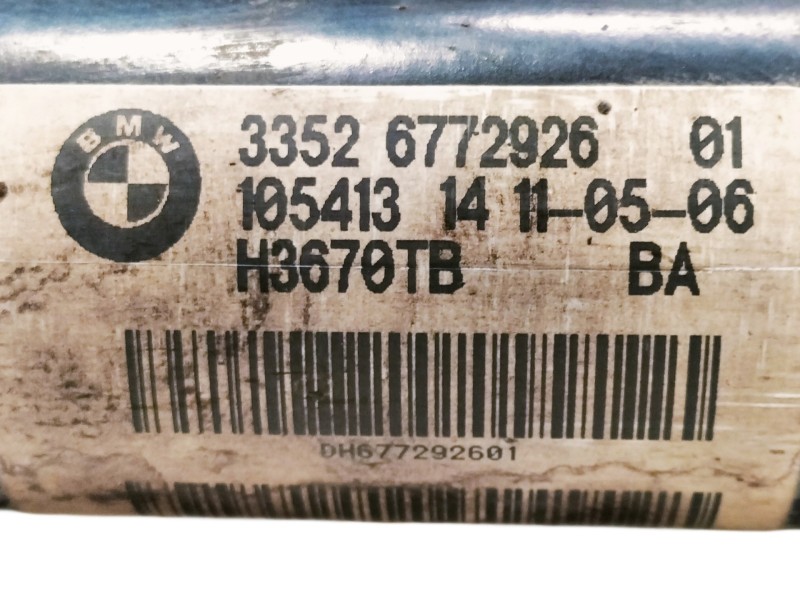 BMW
3352 6772926 01
105413 14 11-05-06
H3670TB BA
DH677292601